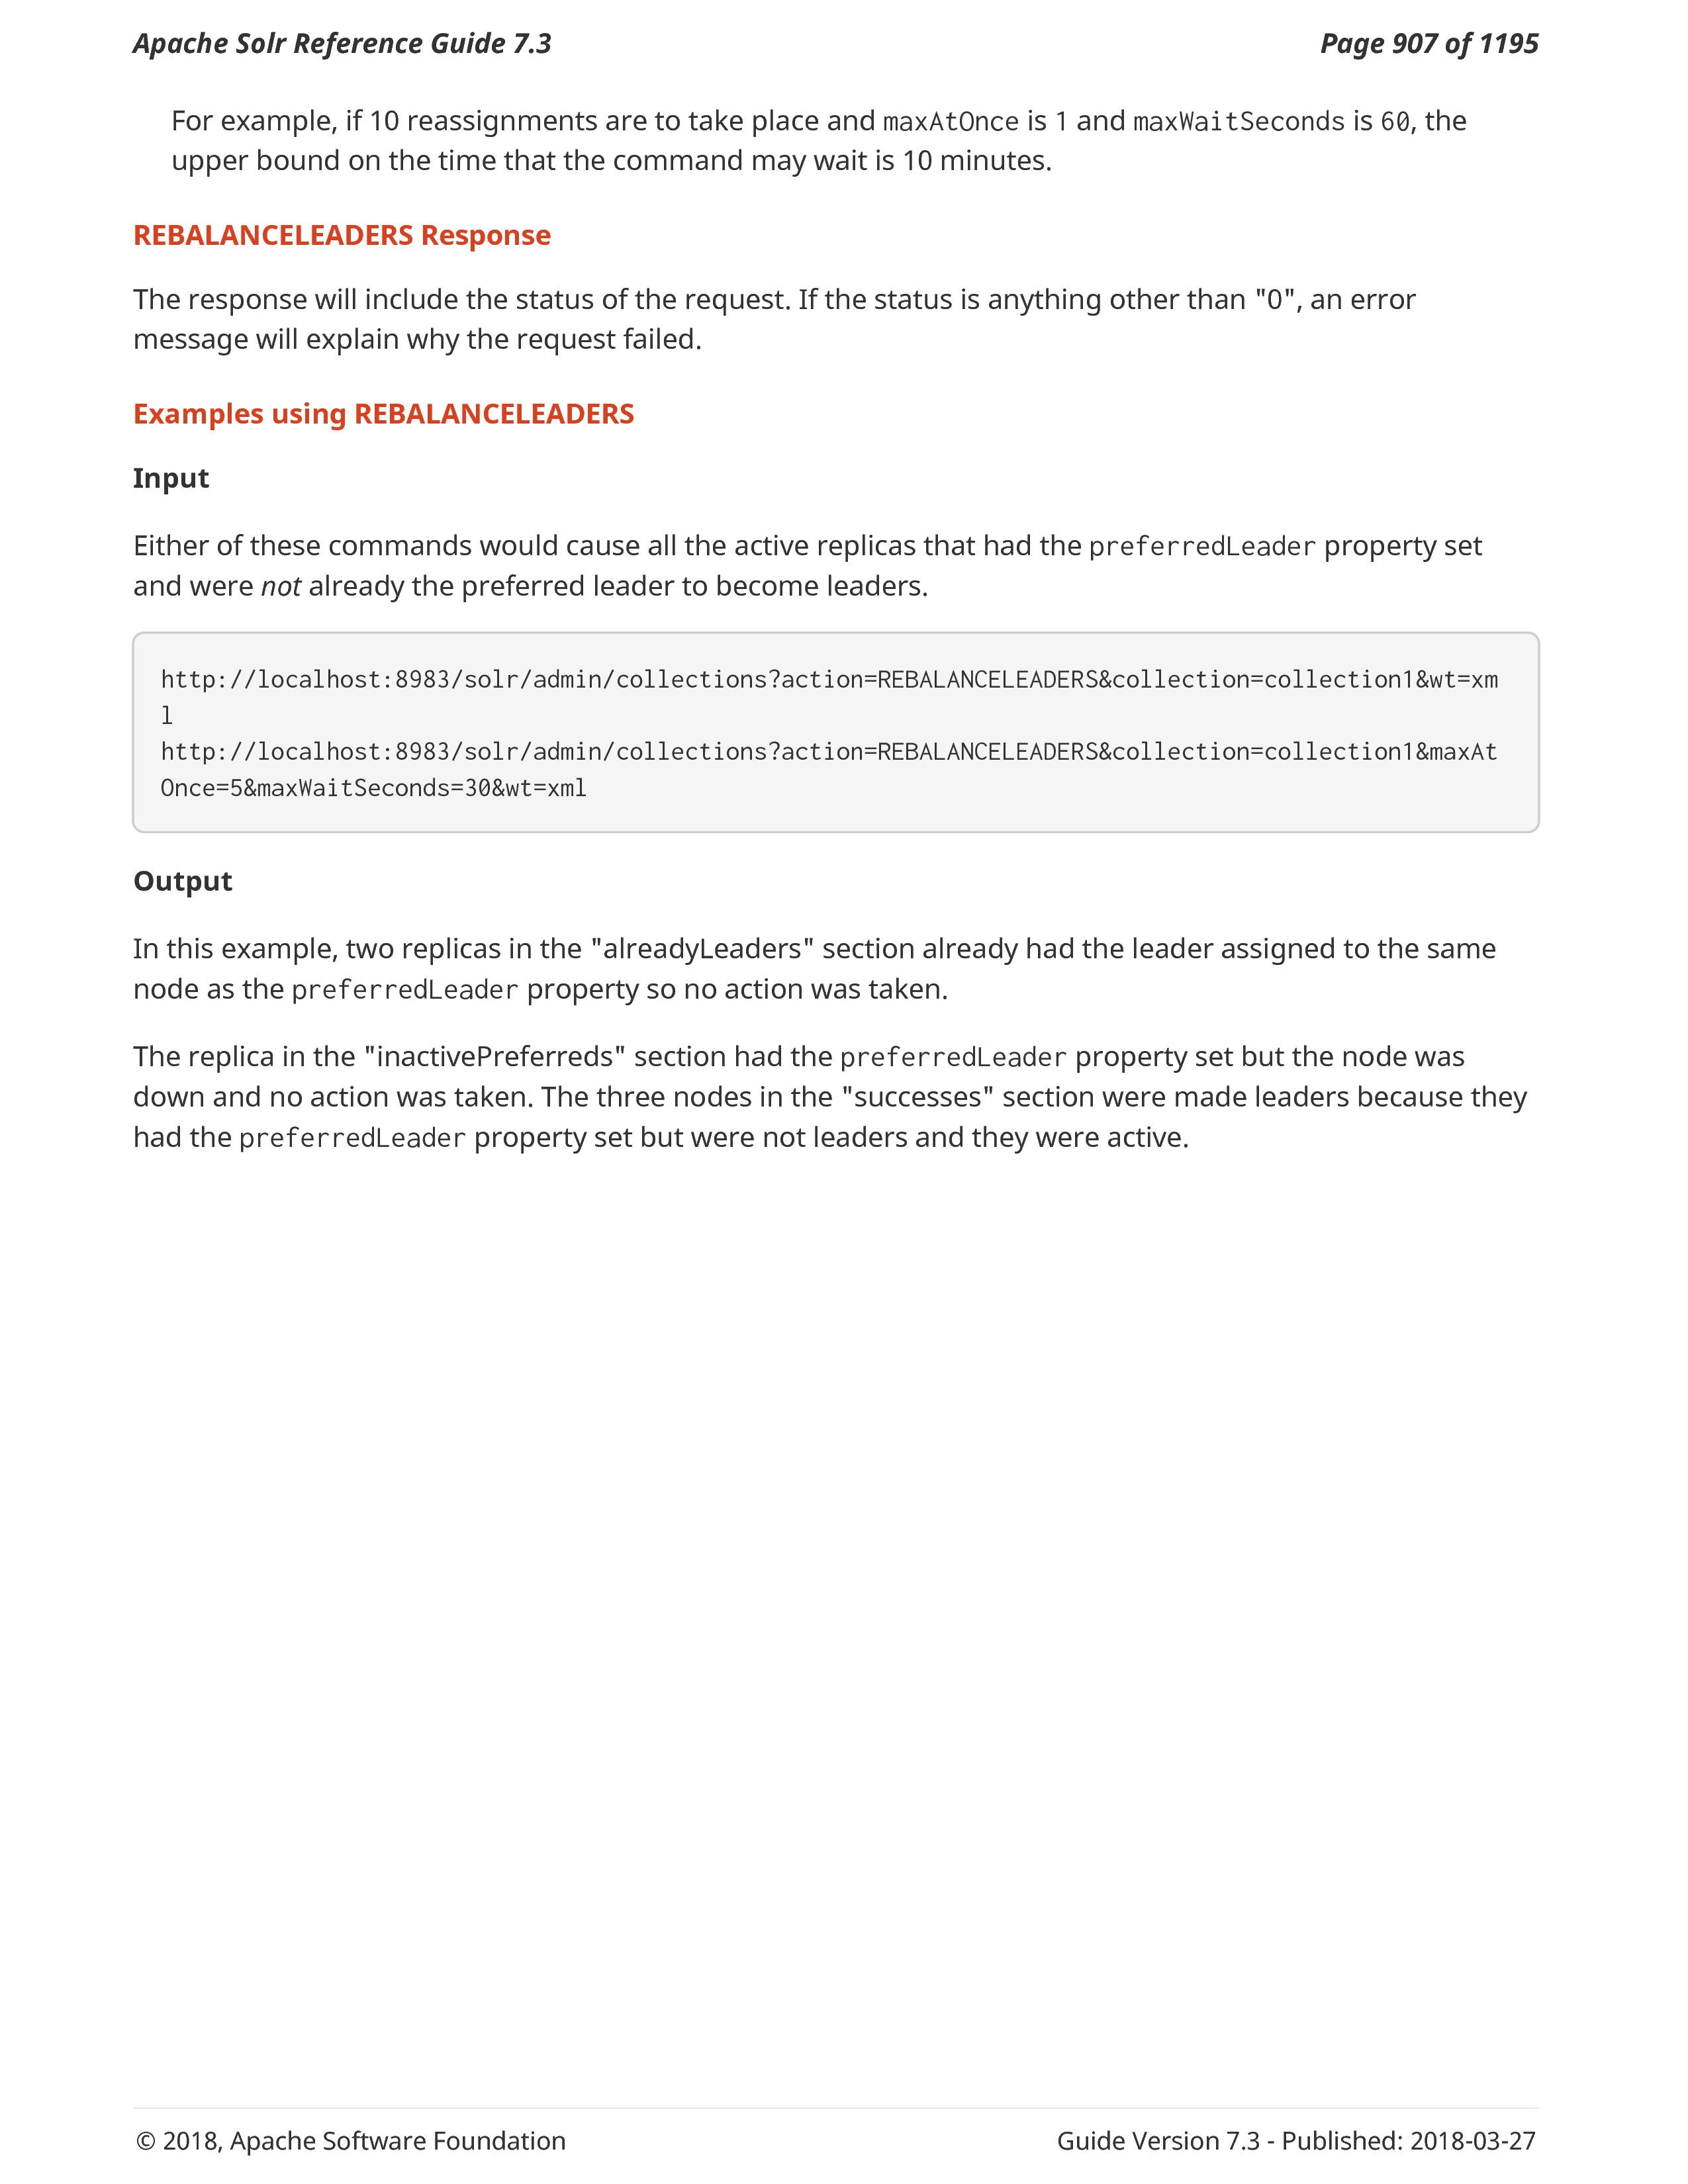 Apache Solr Reference Guide 7.3
Page 907 of 1195
For example, if 10 reassignments are to take place and maxAtOnce is 1 and maxWaitSeconds is 60, the
upper bound on the time that the command may wait is 10 minutes.
REBALANCELEADERS Response
The response will include the status of the request. If the status is anything other than "0", an error
message will explain why the request failed.
Examples using REBALANCELEADERS
Input
Either of these commands would cause all the active replicas that had the preferredLeader property set
and were not already the preferred leader to become leaders.
http://localhost:8983/solr/admin/collections?action=REBALANCELEADERS&collection=collection1&wt=xm
l
http://localhost:8983/solr/admin/collections?action=REBALANCELEADERS&collection=collection1&maxAt
Once=5&maxWaitSeconds=30&wt=xml
Output
In this example, two replicas in the "alreadyLeaders" section already had the leader assigned to the same
node as the preferredLeader property so no action was taken.
The replica in the "inactivePreferreds" section had the preferredLeader property set but the node was
down and no action was taken. The three nodes in the "successes" section were made leaders because they
had the preferredLeader property set but were not leaders and they were active.
© 2018, Apache Software Foundation
Guide Version 7.3 - Published: 2018-03-27